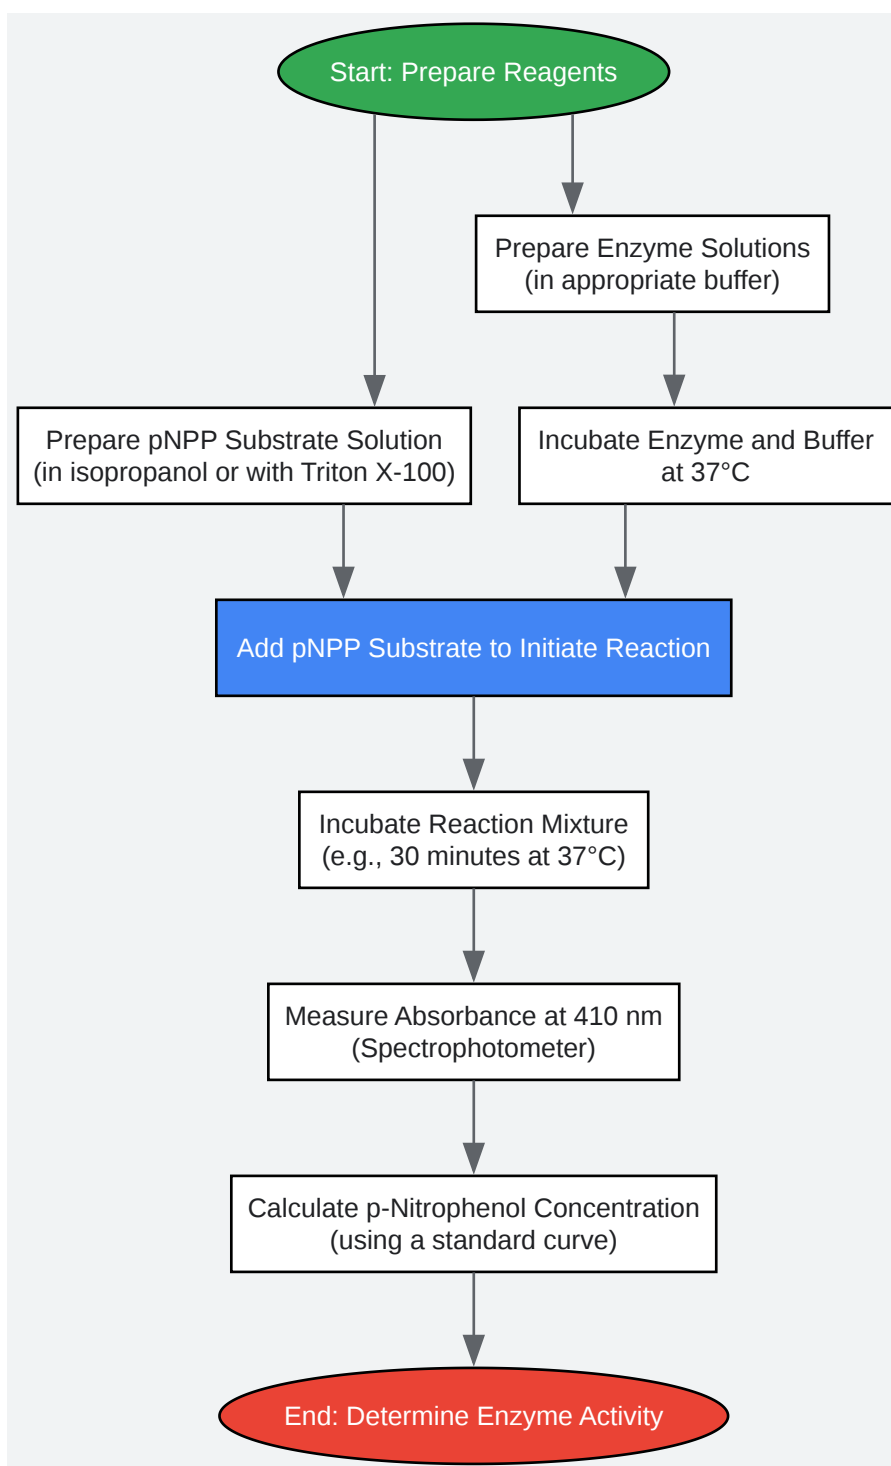 Start: Prepare Reagents
Prepare Enzyme Solutions
(in appropriate buffer)
Prepare pNPP Substrate Solution
(in isopropanol or with Triton X-100)
Incubate Enzyme and Buffer
at 37°C
Add pNPP Substrate to Initiate Reaction
Incubate Reaction Mixture
(e.g., 30 minutes at 37°C)
Measure Absorbance at 410 nm
(Spectrophotometer)
Calculate p-Nitrophenol Concentration
(using a standard curve)
End: Determine Enzyme Activity